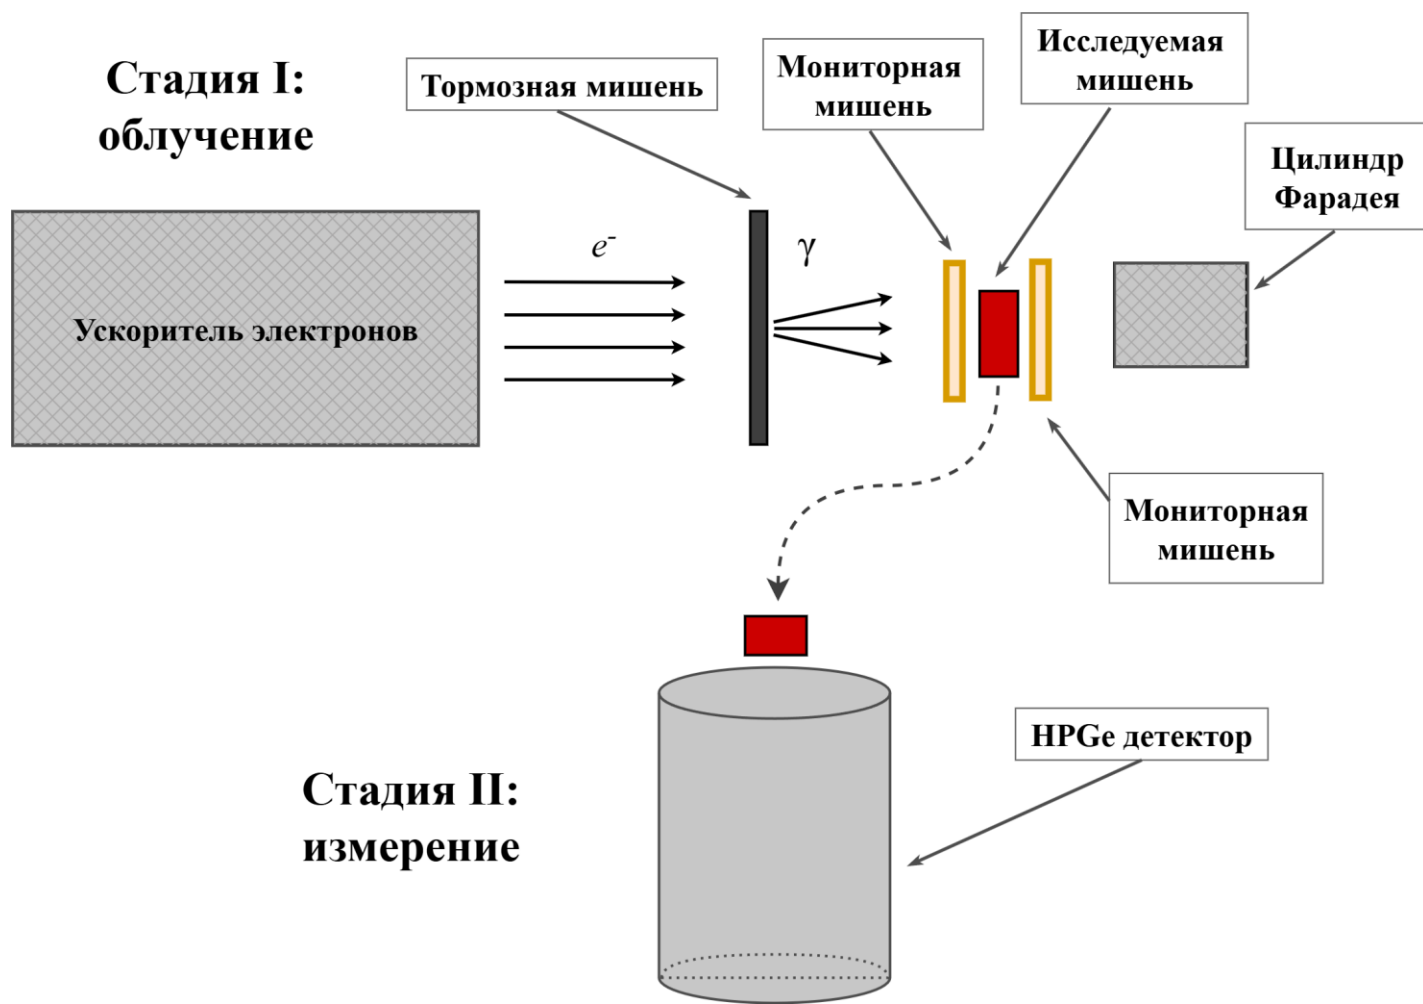 Стадия I:
облучение
Тормозная мишень
Мониторная
мишень
Исследуемая
мишень
Цилиндр
Фарадея
Ускоритель электронов
e-
γ
Мониторная
мишень
Стадия II:
измерение
HPGe детектор